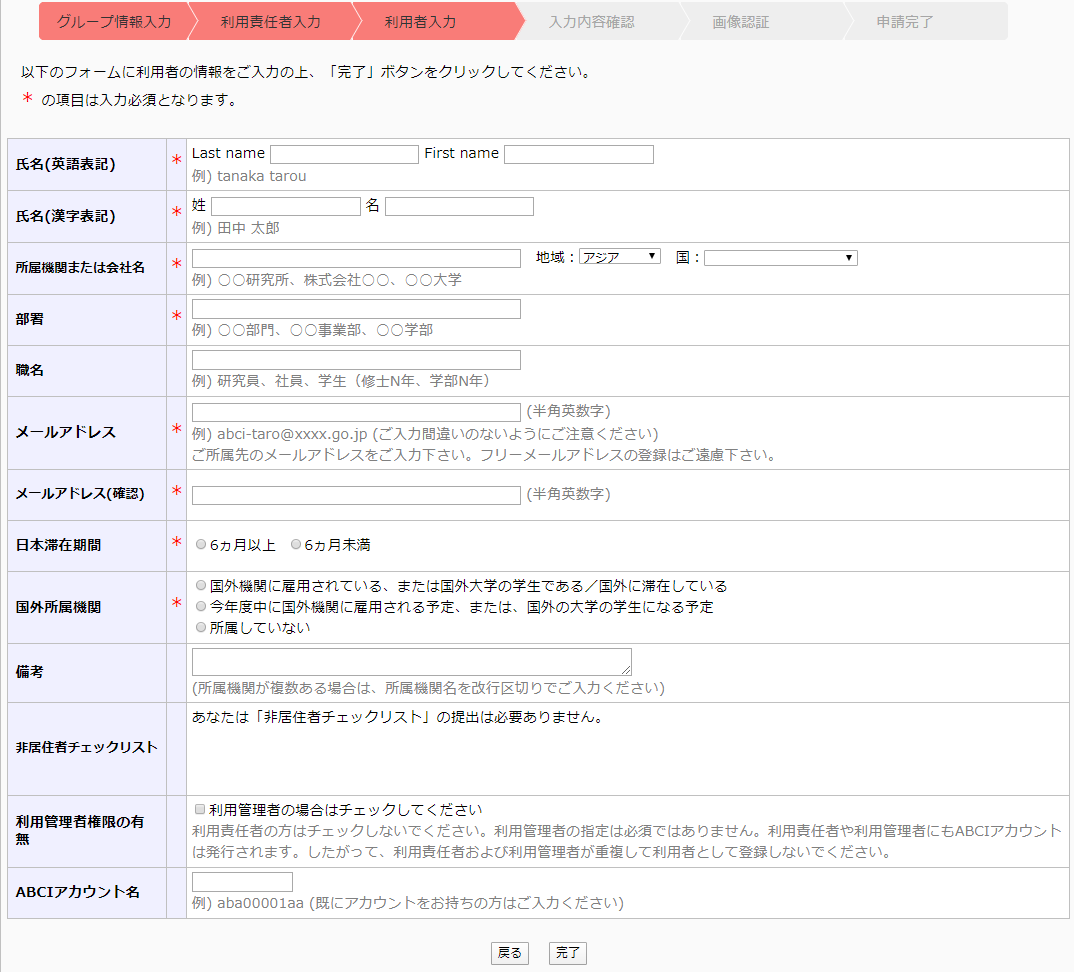 グループ情報入力 利用責任者入力 利用者入力 入力内容確認 画像認証 申請完了
以下のフォームに利用者の情報をご入力の上、「完了」ボタンをクリックしてください。
* の項目は入力必須となります。
氏名(英語表記) * Last name First name
例) tanaka tarou
氏名(漢字表記) * 姓 名
例) 田中 太郎
所属機関または会社名 * 地域：アジア 国：
例) ○○研究所、株式会社○○、○○大学
部署 *
例) ○○部門、○○事業部、○○学部
職名
例) 研究員、社員、学生（修士N年、学部N年）
メールアドレス * (半角英数字)
例) abci-taro@xxxx.go.jp (ご入力間違いのないようにご注意ください)
ご所属先のメールアドレスをご入力下さい。フリーメールアドレスの登録はご遠慮下さい。
メールアドレス(確認) * (半角英数字)
日本滞在期間 * 6ヵ月以上 6ヵ月未満
国外所属機関 * 国外機関に雇用されている、または国外大学の学生である／国外に滞在している
今年度中に国外機関に雇用される予定、または、国外の大学の学生になる予定
所属していない
備考
(所属機関が複数ある場合は、所属機関名を改行区切りでご入力ください)
非居住者チェックリスト あなたは「非居住者チェックリスト」の提出は必要ありません。
利用管理者権限の有無 利用管理者の場合はチェックしてください
利用責任者の方はチェックしないでください。利用管理者の指定は必須ではありません。利用責任者や利用管理者にもABCIアカウント
は発行されます。したがって、利用責任者および利用管理者が重複して利用者として登録しないでください。
ABCIアカウント名
例) aba00001aa (既にアカウントをお持ちの方はご入力ください)
戻る 完了